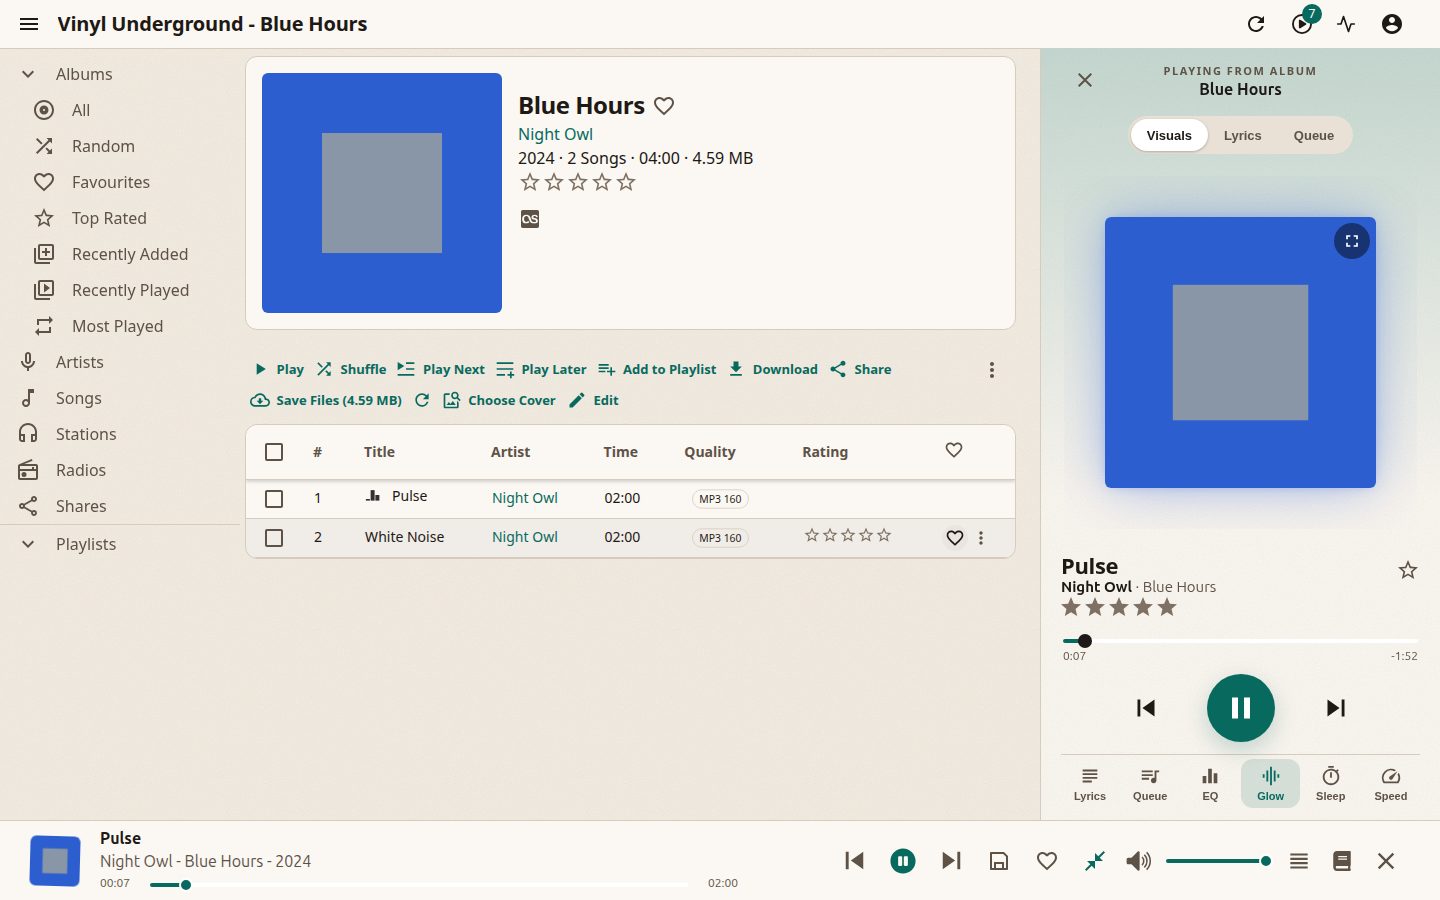 Vinyl Underground - Blue Hours
7
Albums
All
Random
Favourites
Top Rated
Recently Added
Recently Played
Most Played
Artists
Songs
Stations
Radios
Shares
Playlists
Blue Hours
Night Owl
2024 · 2 Songs · 04:00 · 4.59 MB
Play Shuffle Play Next Play Later Add to Playlist Download Share
Save Files (4.59 MB) Choose Cover Edit
# Title Artist Time Quality Rating
1 Pulse Night Owl 02:00 MP3 160
2 White Noise Night Owl 02:00 MP3 160
PLAYING FROM ALBUM
Blue Hours
Visuals Lyrics Queue
Pulse
Night Owl · Blue Hours
0:07 -1:52
Lyrics Queue EQ Glow Sleep Speed
Pulse
Night Owl - Blue Hours - 2024
00:07 02:00